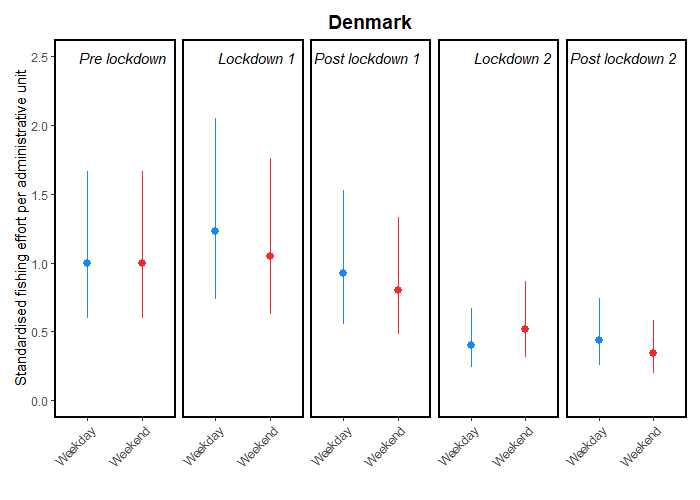 Denmark
Pre lockdown
Lockdown 1
Post lockdown 1
Lockdown 2
Post lockdown 2
Standardised fishing effort per administrative unit
2.5
2.0
1.5
1.0
0.5
0.0
Weekday
Weekend
Weekday
Weekend
Weekday
Weekend
Weekday
Weekend
Weekday
Weekend